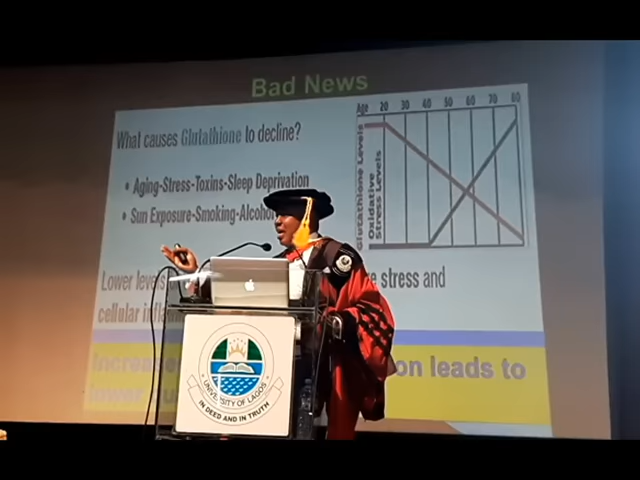 Bad News
What causes Glutathione to decline?
• Aging-Stress-Toxins-Sleep Deprivation
• Sun Exposure-Smoking-Alcohol
Age 20 30 40 50 60 70 80
Glutathione Levels
Oxidative
Stress Levels
Lower levels
stress and
cellular
on leads to
lower
UNIVERSITY OF LAGOS
IN DEED AND IN TRUTH